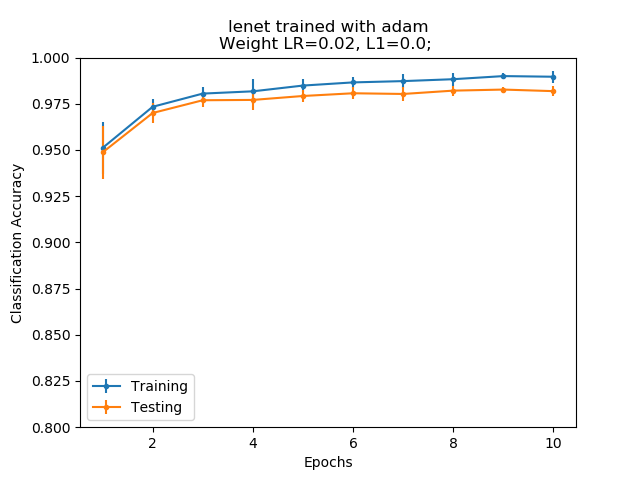 lenet trained with adam
Weight LR=0.02, L1=0.0;
1.000
0.975
0.950
0.925
0.900
0.875
0.850
0.825
0.800
Classification Accuracy
Training
Testing
2
4
6
8
10
Epochs